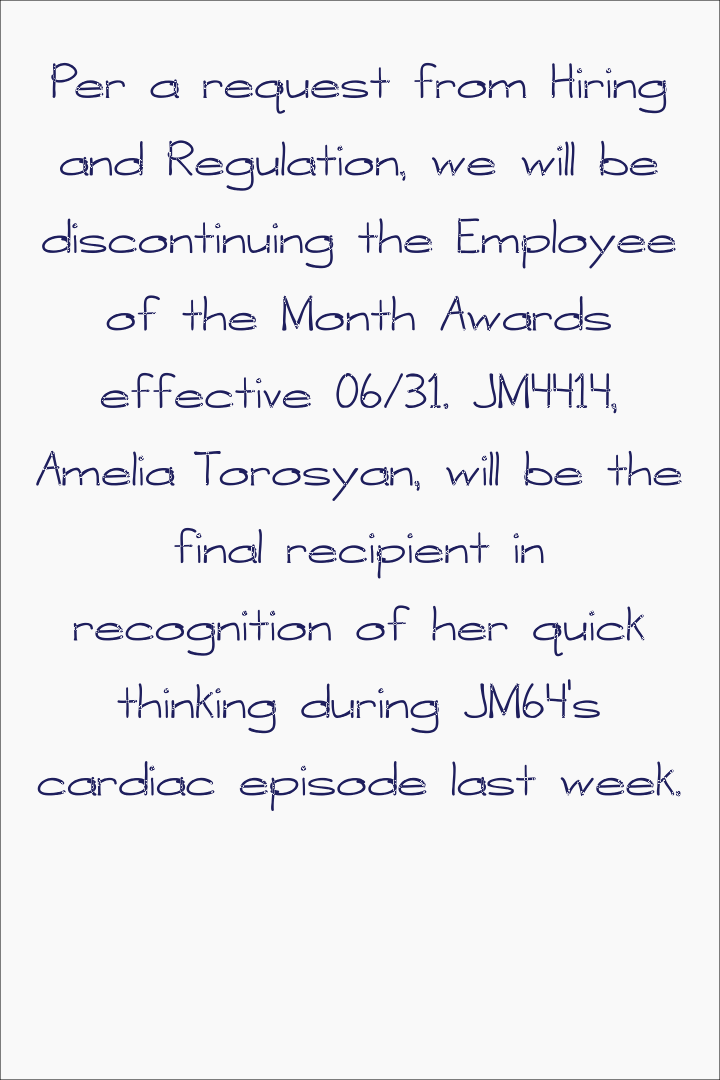 Per a request from Hiring
and Regulation, we will be
discontinuing the Employee
of the Month Awards
effective 06/31. JM4414,
Amelia Torosyan, will be the
final recipient in
recognition of her quick
thinking during JM64's
cardiac episode last week.